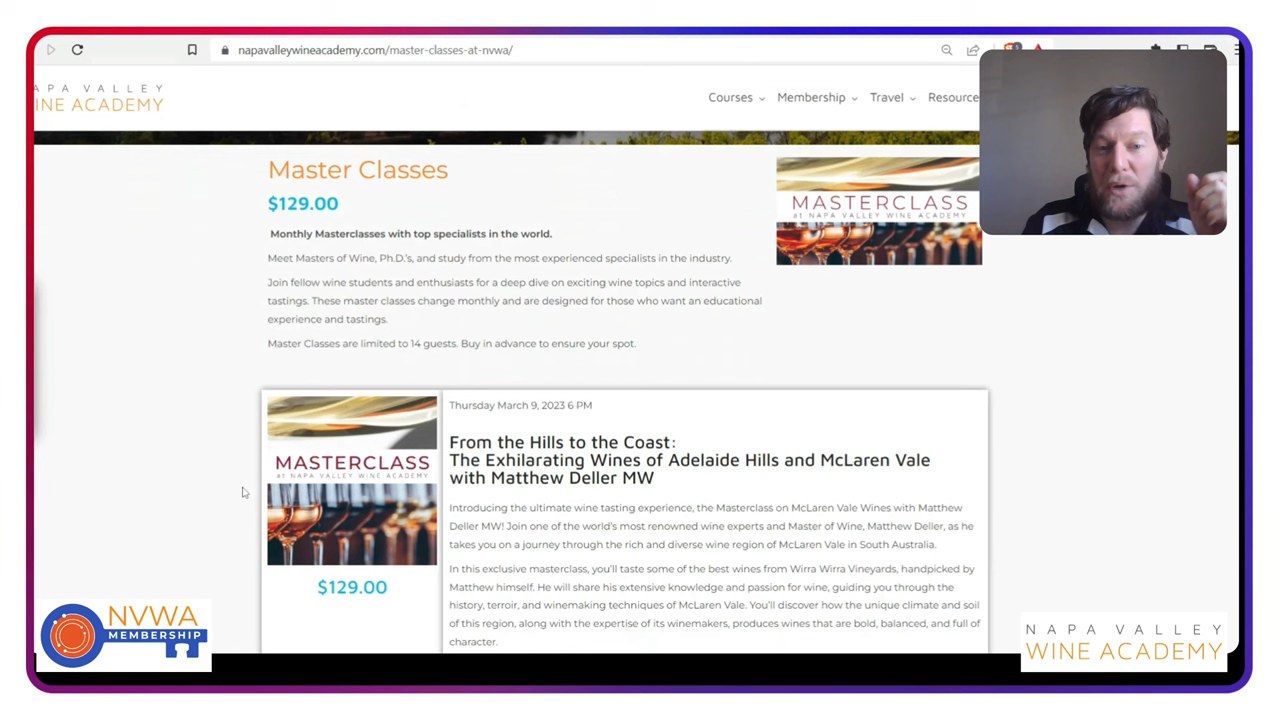 napavalleywineacademy.com/master-classes-at-nvwa/
APA VALLEY
INE ACADEMY
Courses
Membership
Travel
Resource
Master Classes
$129.00
Monthly Masterclasses with top specialists in the world.
Meet Masters of Wine, Ph.D.'s, and study from the most experienced specialists in the industry.
Join fellow wine students and enthusiasts for a deep dive on exciting wine topics and interactive
tastings. These master classes change monthly and are designed for those who want an educational
experience and tastings.
Master Classes are limited to 14 guests. Buy in advance to ensure your spot.
MASTERCLASS
at NAPA VALLEY WINE ACADEMY
MASTERCLASS
at NAPA VALLEY WINE ACADEMY
$129.00
Thursday March 9, 2023 6 PM
From the Hills to the Coast:
The Exhilarating Wines of Adelaide Hills and McLaren Vale
with Matthew Deller MW
Introducing the ultimate wine tasting experience, the Masterclass on McLaren Vale Wines with Matthew
Deller MW! Join one of the world's most renowned wine experts and Master of Wine, Matthew Deller, as he
takes you on a journey through the rich and diverse wine region of McLaren Vale in South Australia.
In this exclusive masterclass, you'll taste some of the best wines from Wirra Wirra Vineyards, handpicked by
Matthew himself. He will share his extensive knowledge and passion for wine, guiding you through the
history, terroir, and winemaking techniques of McLaren Vale. You'll discover how the unique climate and soil
of this region, along with the expertise of its winemakers, produces wines that are bold, balanced, and full of
character.
NVWA
MEMBERSHIP
NAPA VALLEY
WINE ACADEMY